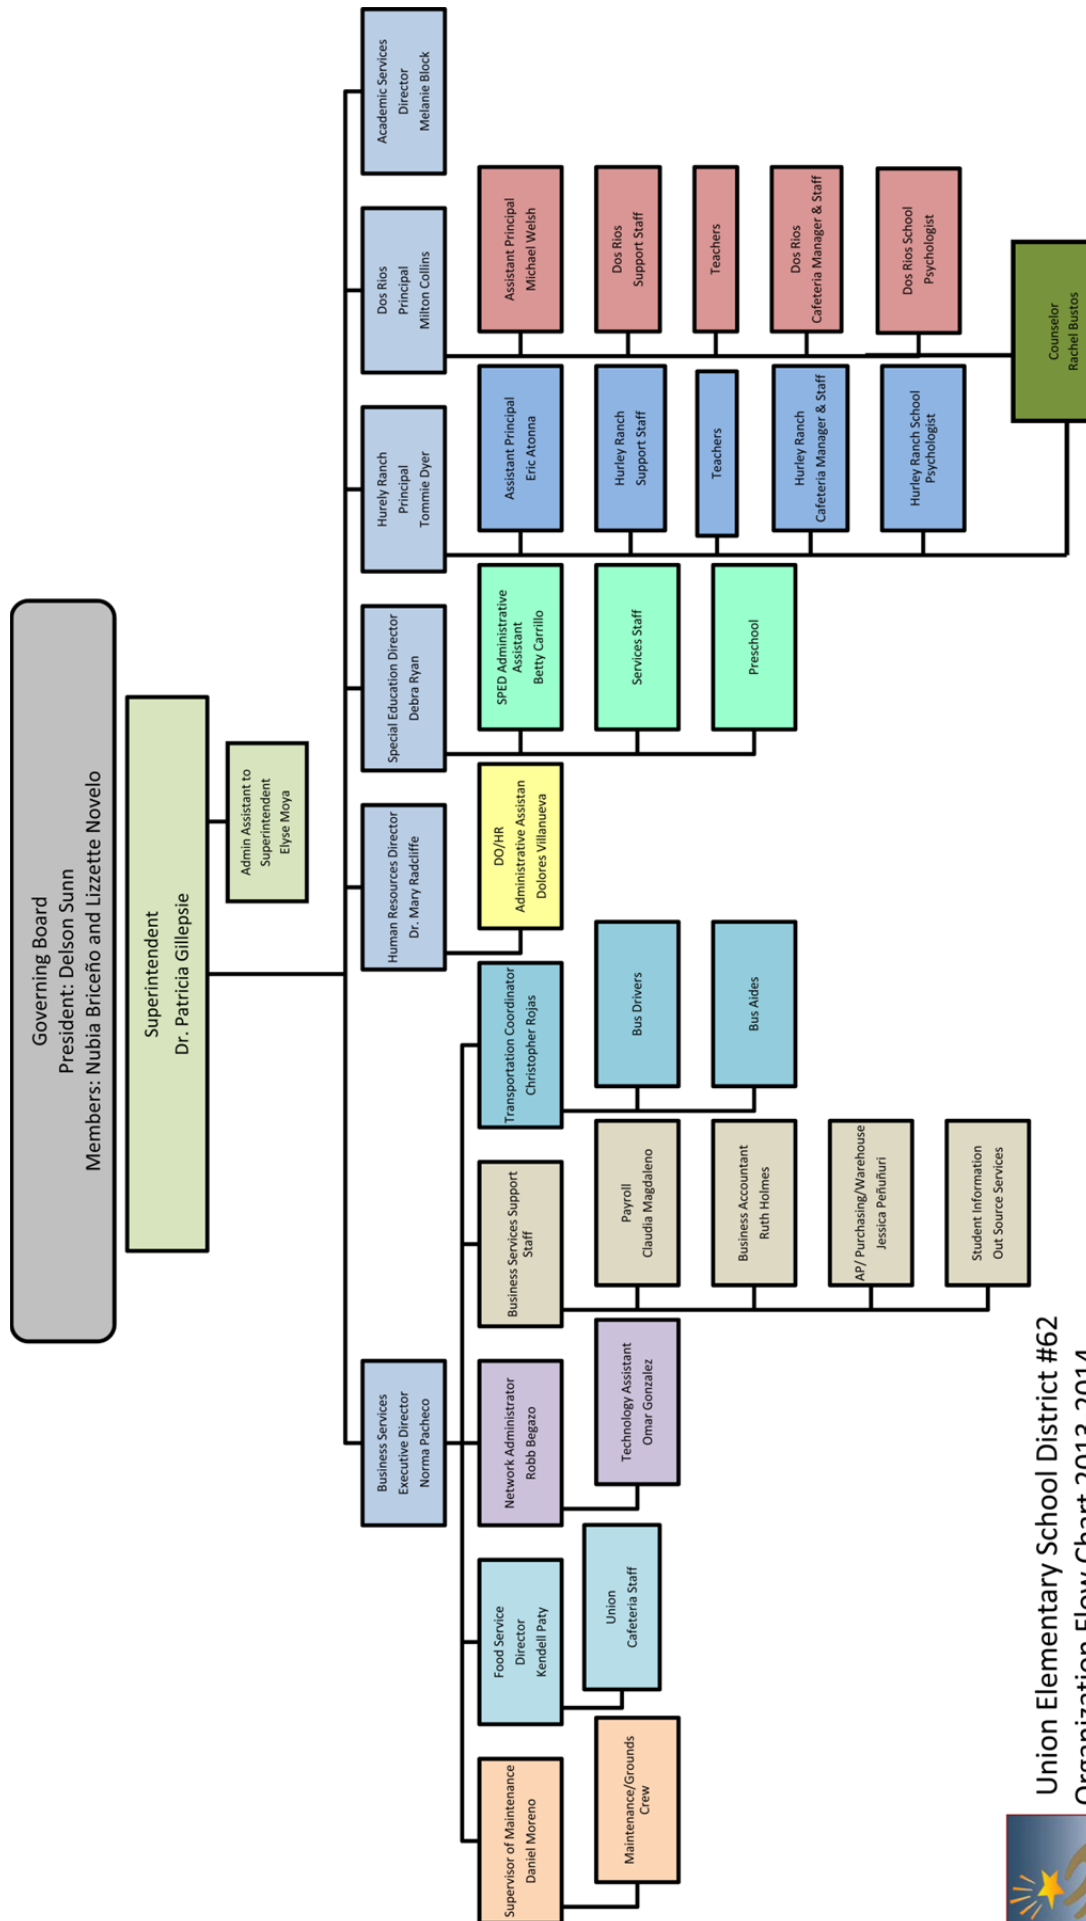 Governing Board
President: Delson Sunn
Members: Nubia Briceño and Lizzette Novelo
Superintendent
Dr. Patricia Gillepsie
Admin Assistant to
Superintendent
Elyse Moya
Business Services
Executive Director
Norma Pacheco
Human Resources Director
Dr. Mary Radcliffe
Special Education Director
Debra Ryan
Hurely Ranch
Principal
Tommie Dyer
Dos Rios
Principal
Milton Collins
Academic Services
Director
Melanie Block
Supervisor of Maintenance
Daniel Moreno
Maintenance/Grounds
Crew
Food Service
Director
Kendell Paty
Union
Cafeteria Staff
Network Administrator
Robb Begazo
Technology Assistant
Omar Gonzalez
Business Services Support
Staff
Payroll
Claudia Magdaleno
Business Accountant
Ruth Holmes
AP/ Purchasing/Warehouse
Jessica Peñuñuri
Student Information
Out Source Services
Transportation Coordinator
Christopher Rojas
Bus Drivers
Bus Aides
DO/HR
Administrative Assistan
Dolores Villanueva
SPED Administrative
Assistant
Betty Carrillo
Services Staff
Preschool
Assistant Principal
Eric Atonna
Hurley Ranch
Support Staff
Teachers
Hurley Ranch
Cafeteria Manager & Staff
Hurley Ranch School
Psychologist
Assistant Principal
Michael Welsh
Dos Rios
Support Staff
Teachers
Dos Rios
Cafeteria Manager & Staff
Dos Rios School
Psychologist
Counselor
Rachel Bustos
Union Elementary School District #62
Organization Flow Chart 2013-2014